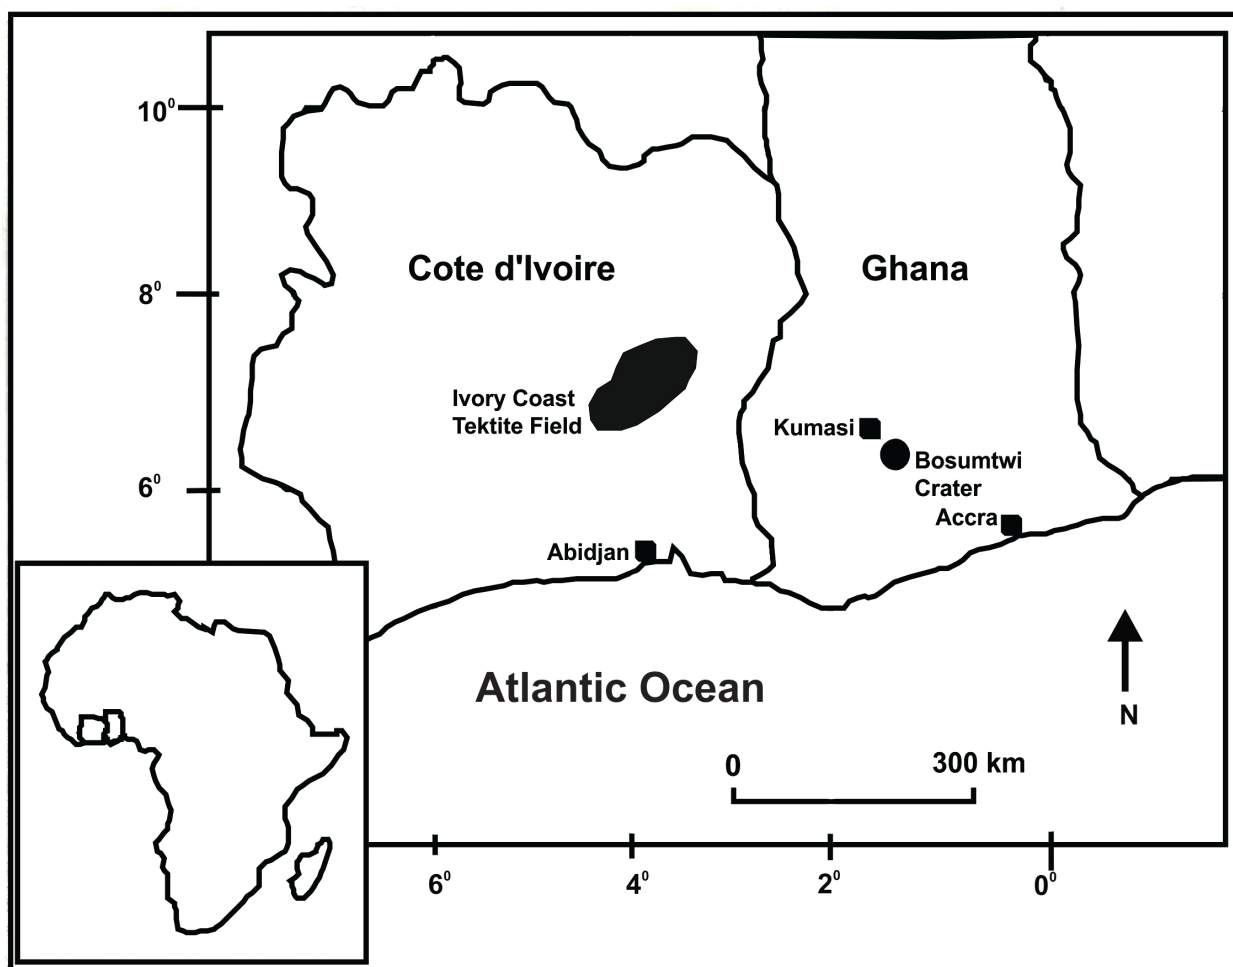 10⁰
Cote d'Ivoire
Ghana
8⁰
Ivory Coast
Tektite Field
Kumasi
Bosumtwi
Crater
6⁰
Accra
Abidjan
Atlantic Ocean
N
0
300 km
6⁰
4⁰
2⁰
0⁰